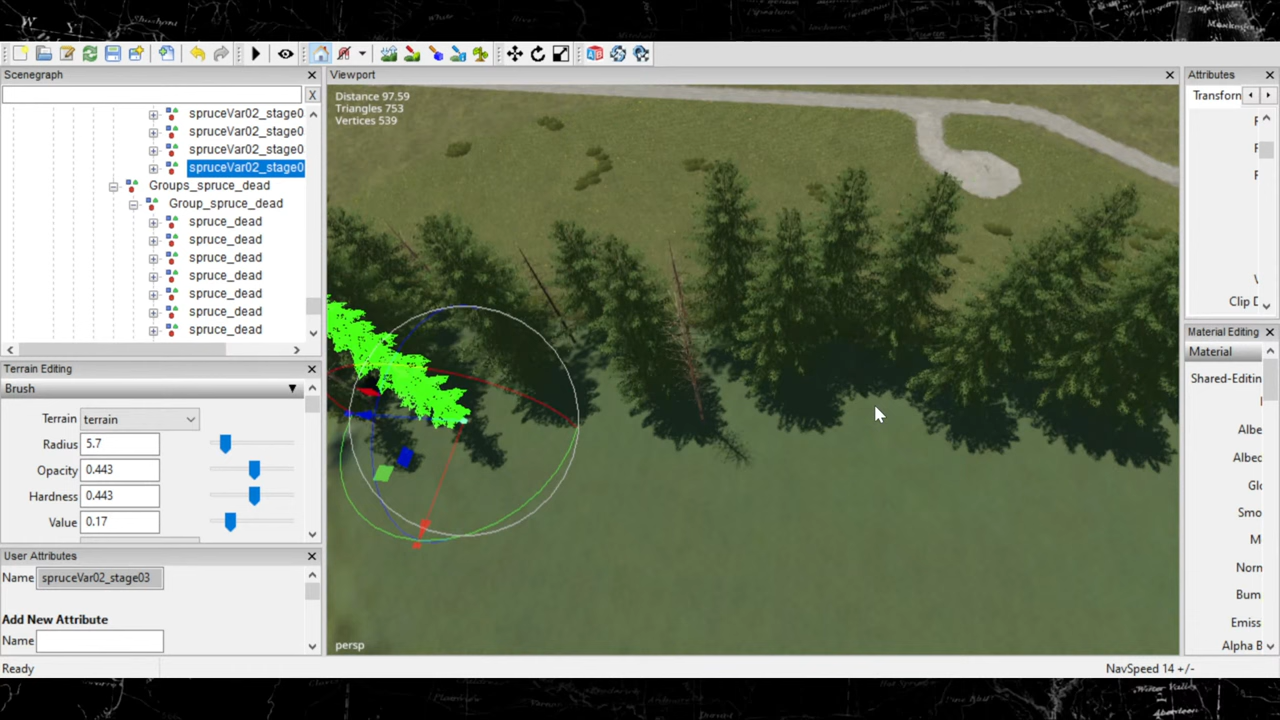 Scenegraph
Viewport
Attributes
X
Transforn
Distance 97.59
Triangles 753
Vertices 539
spruceVar02_stage0
spruceVar02_stage0
spruceVar02_stage0
spruceVar02_stage0
Groups_spruce_dead
Group_spruce_dead
spruce_dead
spruce_dead
spruce_dead
spruce_dead
spruce_dead
spruce_dead
spruce_dead
Clip D
Material Editing
Material
Shared-Editin
Albe
Albec
Glo
Smo
M
Norn
Bum
Emiss
Alpha B
Terrain Editing
Brush
Terrain terrain
Radius 5.7
Opacity 0.443
Hardness 0.443
Value 0.17
User Attributes
Name spruceVar02_stage03
Add New Attribute
Name
persp
Ready
NavSpeed 14 +/-